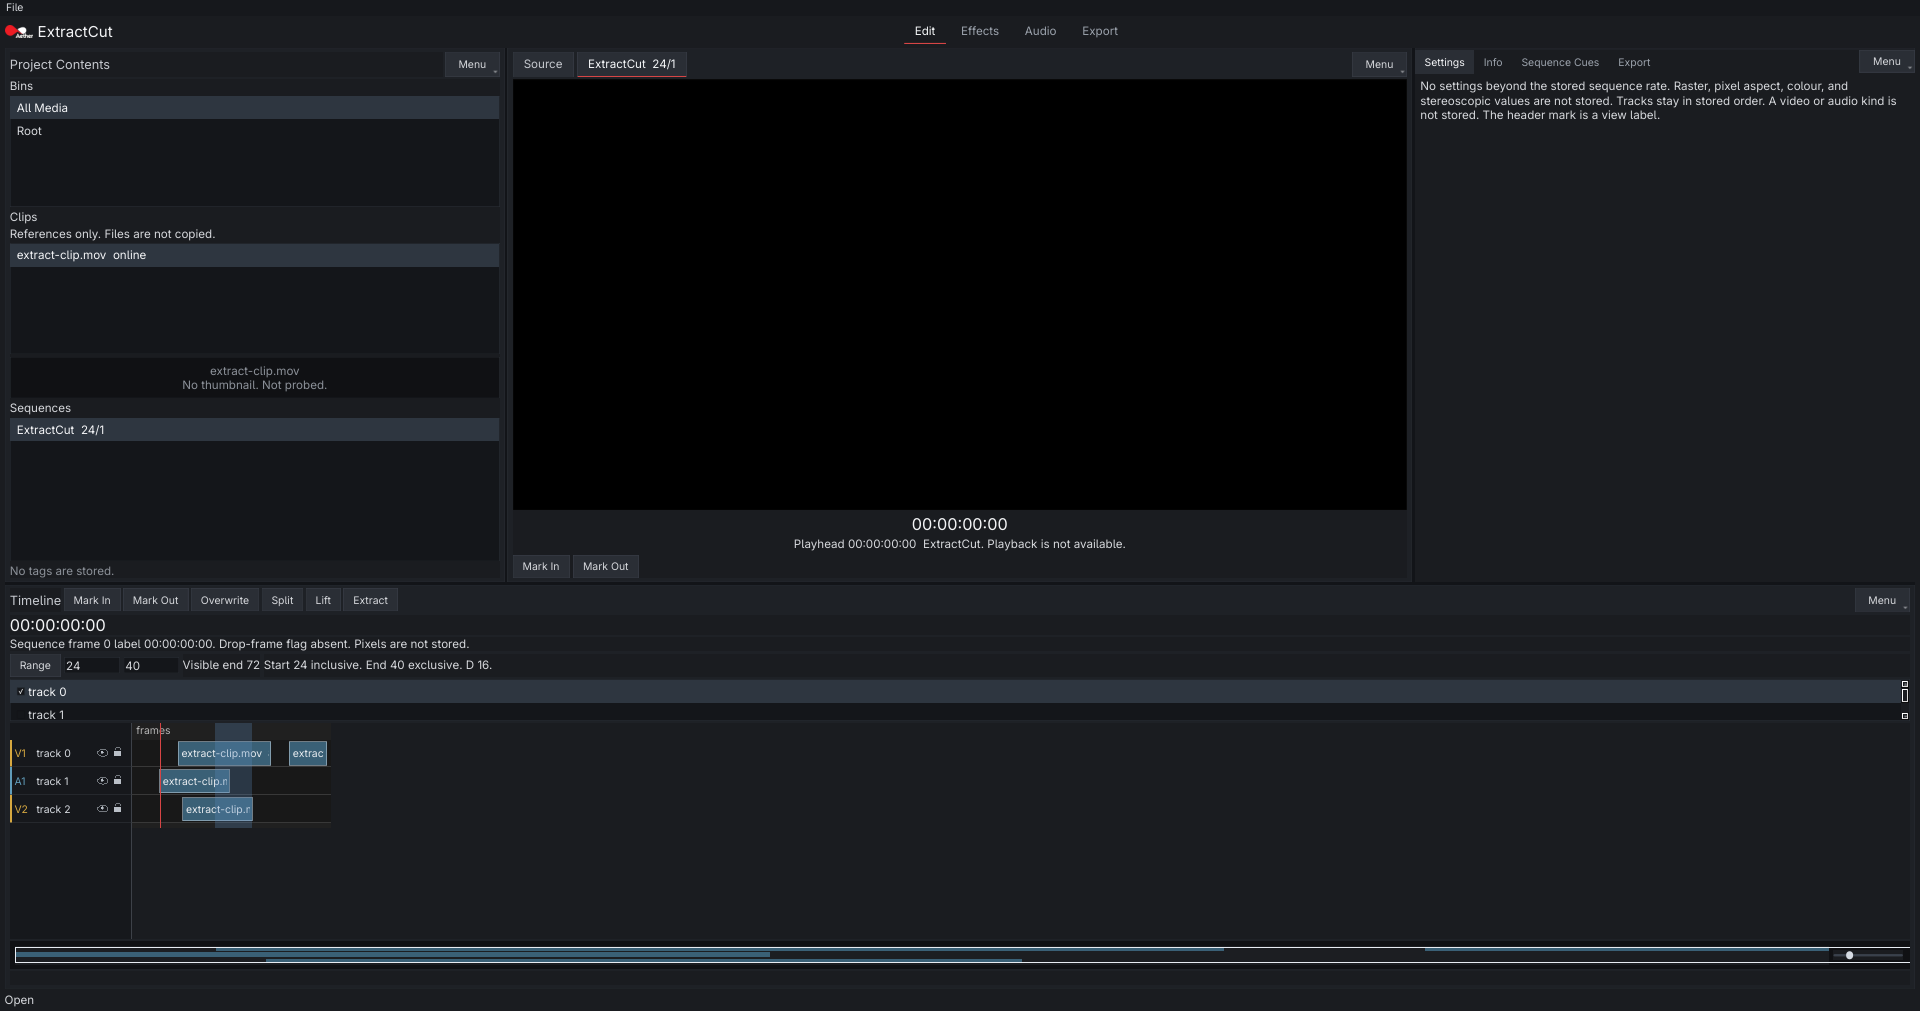 File
Aether ExtractCut
Edit Effects Audio Export
Project Contents Menu
Bins
All Media
Root
Clips
References only. Files are not copied.
extract-clip.mov online
extract-clip.mov
No thumbnail. Not probed.
Sequences
ExtractCut 24/1
No tags are stored.
Source ExtractCut 24/1 Menu
00:00:00:00
Playhead 00:00:00:00 ExtractCut. Playback is not available.
Mark In Mark Out
Settings Info Sequence Cues Export Menu
No settings beyond the stored sequence rate. Raster, pixel aspect, colour, and
stereoscopic values are not stored. Tracks stay in stored order. A video or audio kind is
not stored. The header mark is a view label.
Timeline Mark In Mark Out Overwrite Split Lift Extract Menu
00:00:00:00
Sequence frame 0 label 00:00:00:00. Drop-frame flag absent. Pixels are not stored.
Range 24 40 Visible end 72 Start 24 inclusive. End 40 exclusive. D 16.
track 0
track 1
frames
V1 track 0 extract-clip.mov extrac
A1 track 1 extract-clip.m
V2 track 2 extract-clip.m
Open